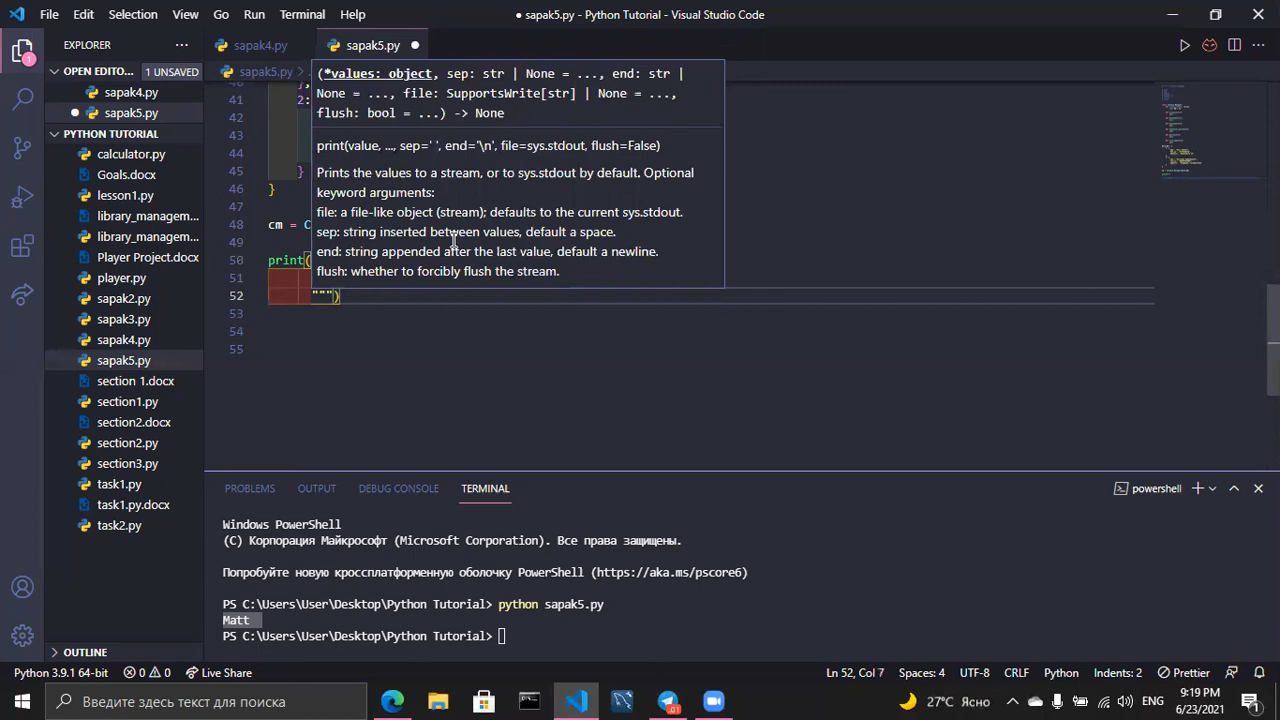 File Edit Selection View Go Run Terminal Help
● sapak5.py - Python Tutorial - Visual Studio Code
EXPLORER
sapak4.py
sapak5.py
OPEN EDITO... 1 UNSAVED
sapak4.py
sapak5.py
PYTHON TUTORIAL
calculator.py
Goals.docx
lesson1.py
library_managem...
library_managem...
Player Project.docx
player.py
sapak2.py
sapak3.py
sapak4.py
sapak5.py
section 1.docx
section1.py
section2.docx
section2.py
section3.py
task1.py
task1.py.docx
task2.py
OUTLINE
sapak5.py >
(*values: object, sep: str | None = ..., end: str |
None = ..., file: SupportsWrite[str] | None = ...,
flush: bool = ...) -> None
print(value, ..., sep=' ', end='\n', file=sys.stdout, flush=False)
Prints the values to a stream, or to sys.stdout by default. Optional
keyword arguments:
file: a file-like object (stream); defaults to the current sys.stdout.
sep: string inserted between values, default a space.
end: string appended after the last value, default a newline.
flush: whether to forcibly flush the stream.
41 2:
42
43
44
45 }
46 }
47
48 cm = C
49
50 print(
51
52 """)
53
54
55
PROBLEMS OUTPUT DEBUG CONSOLE TERMINAL
powershell
Windows PowerShell
(C) Корпорация Майкрософт (Microsoft Corporation). Все права защищены.
Попробуйте новую кроссплатформенную оболочку PowerShell (https://aka.ms/pscore6)
PS C:\Users\User\Desktop\Python Tutorial> python sapak5.py
Matt
PS C:\Users\User\Desktop\Python Tutorial>
Python 3.9.1 64-bit 0 0 Live Share Ln 52, Col 7 Spaces: 4 UTF-8 CRLF Python Indents: 2 Prettier
Введите здесь текст для поиска
27°C Ясно
ENG
9:19 PM
6/23/2021